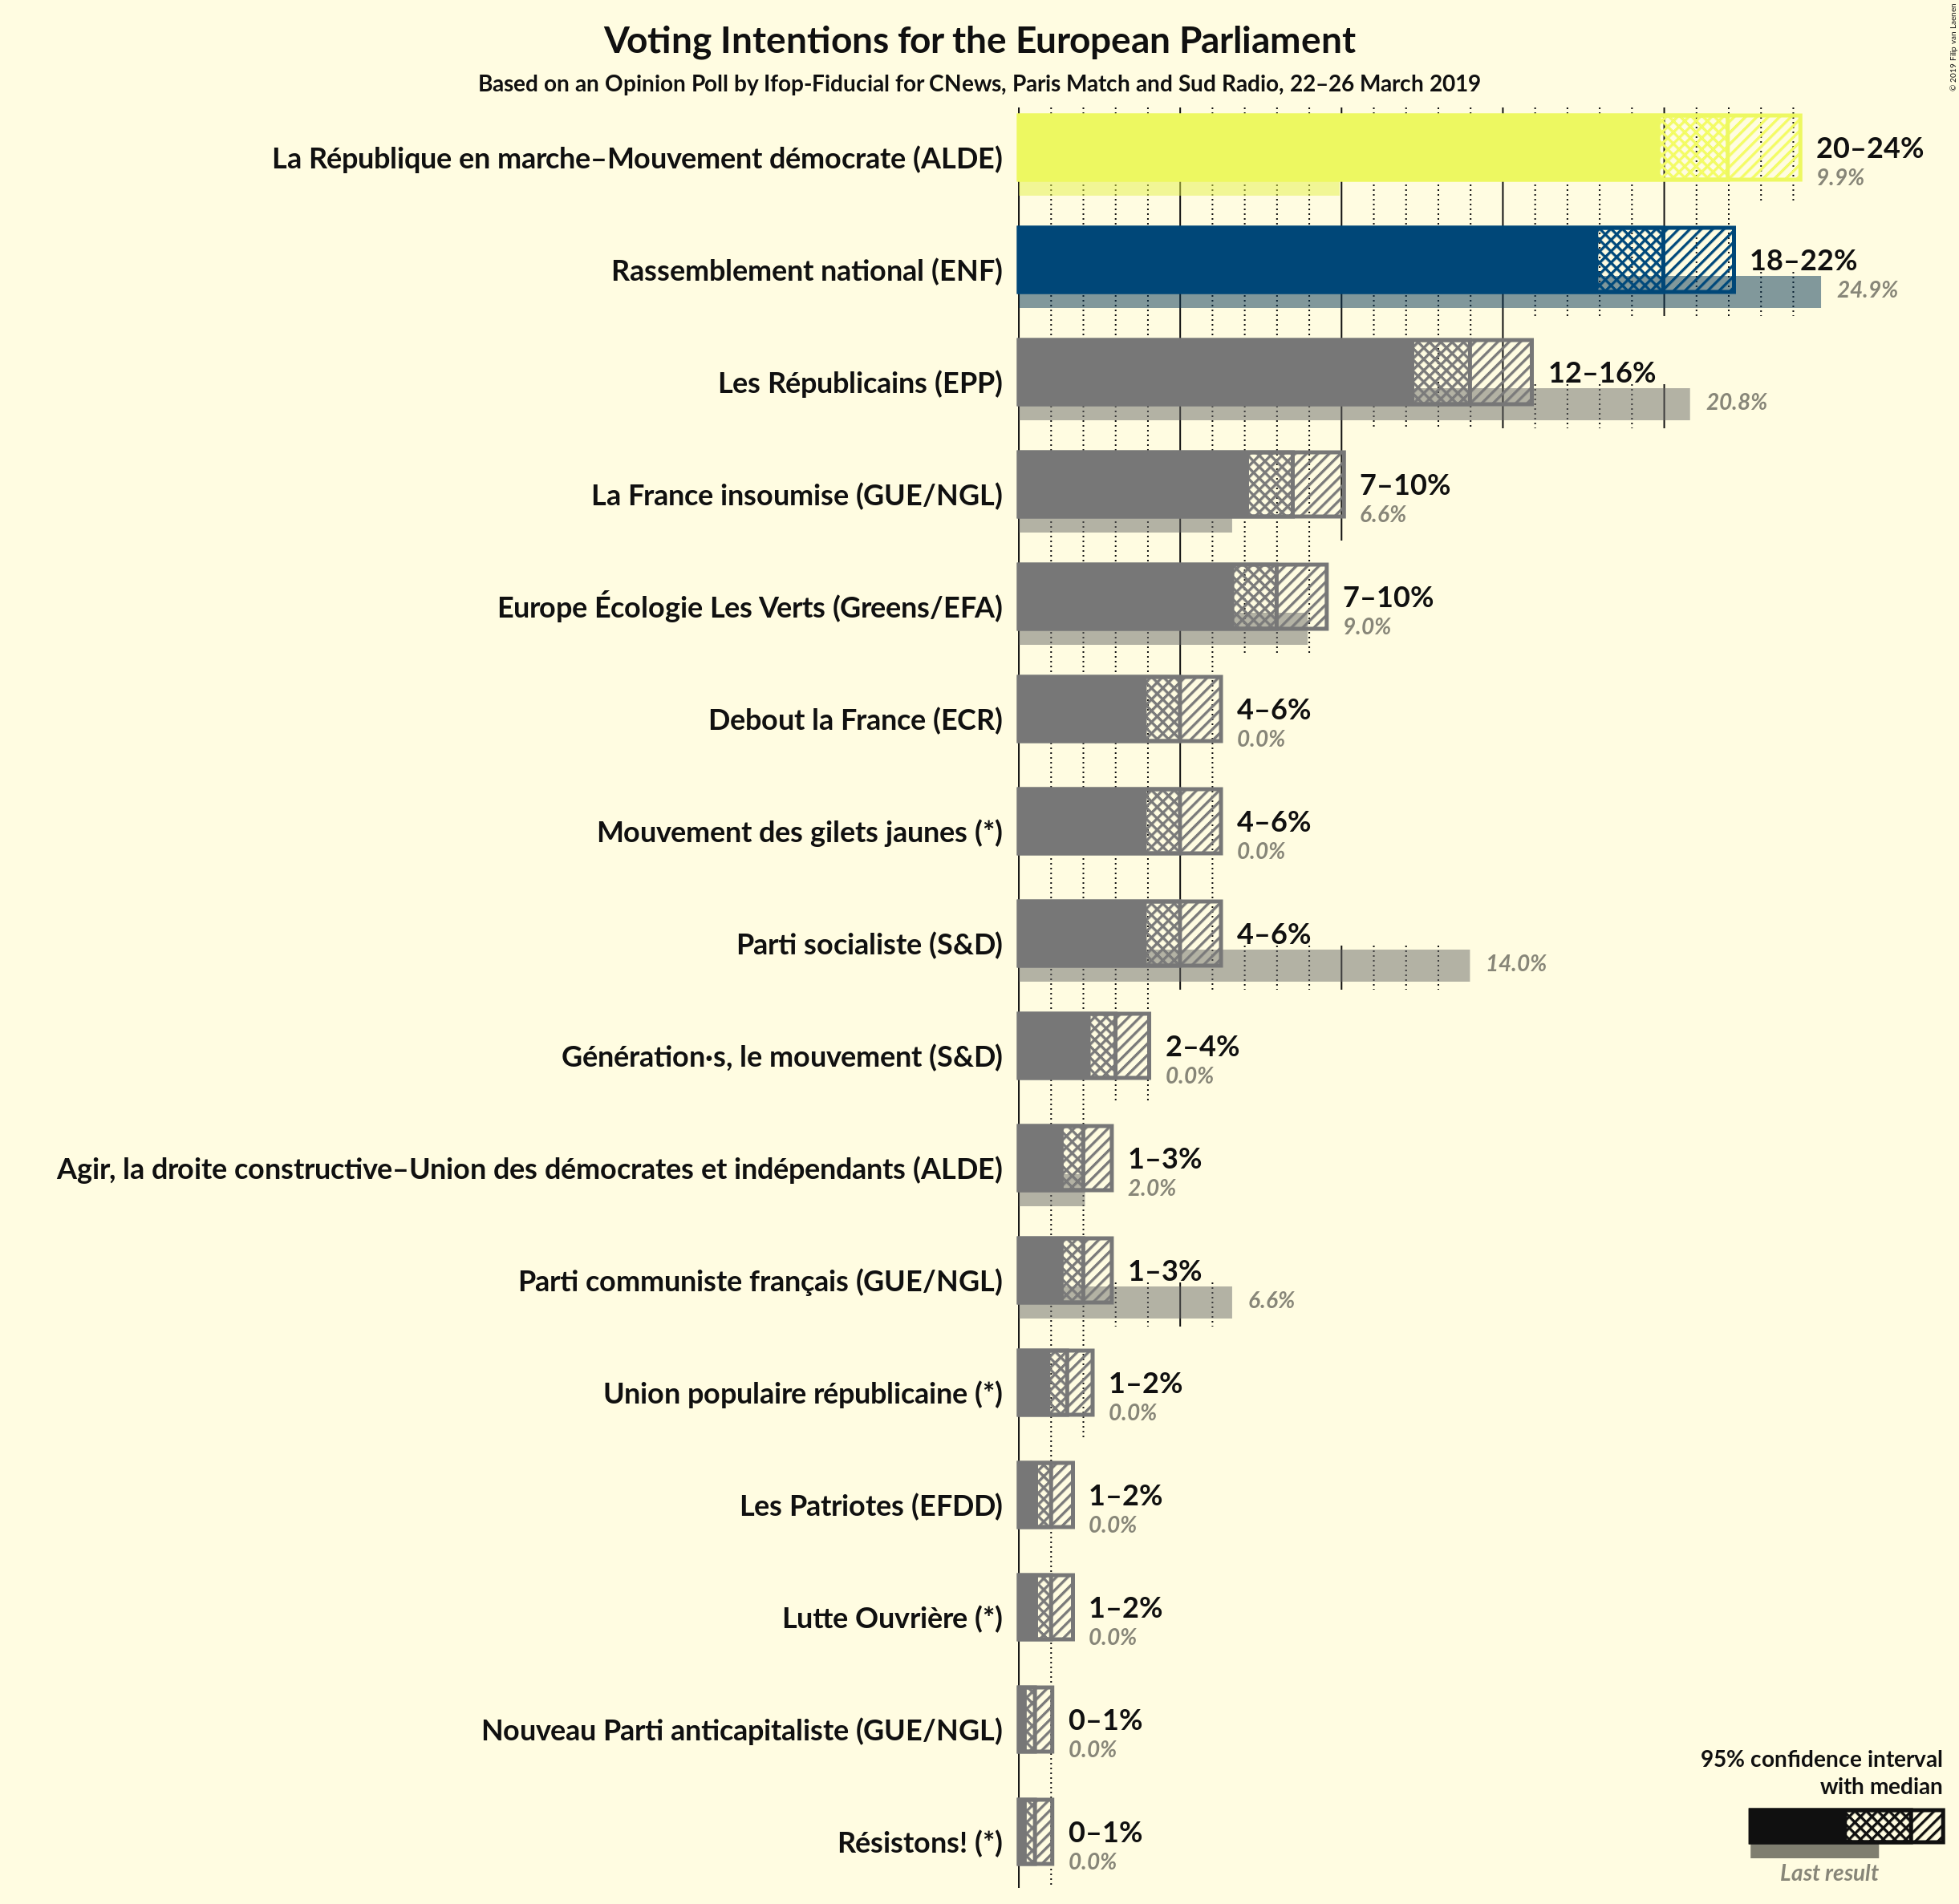 Voting Intentions for the European Parliament
Based on an Opinion Poll by Ifop-Fiducial for CNews, Paris Match and Sud Radio, 22–26 March 2019
© 2019 Filip van Laenen
La République en marche–Mouvement démocrate (ALDE)
20–24%
9.9%
Rassemblement national (ENF)
18–22%
24.9%
Les Républicains (EPP)
12–16%
20.8%
La France insoumise (GUE/NGL)
7–10%
6.6%
Europe Écologie Les Verts (Greens/EFA)
7–10%
9.0%
Debout la France (ECR)
4–6%
0.0%
Mouvement des gilets jaunes (*)
4–6%
0.0%
Parti socialiste (S&D)
4–6%
14.0%
Génération·s, le mouvement (S&D)
2–4%
0.0%
Agir, la droite constructive–Union des démocrates et indépendants (ALDE)
1–3%
2.0%
Parti communiste français (GUE/NGL)
1–3%
6.6%
Union populaire républicaine (*)
1–2%
0.0%
Les Patriotes (EFDD)
1–2%
0.0%
Lutte Ouvrière (*)
1–2%
0.0%
Nouveau Parti anticapitaliste (GUE/NGL)
0–1%
0.0%
Résistons! (*)
0–1%
0.0%
95% confidence interval
with median
Last result